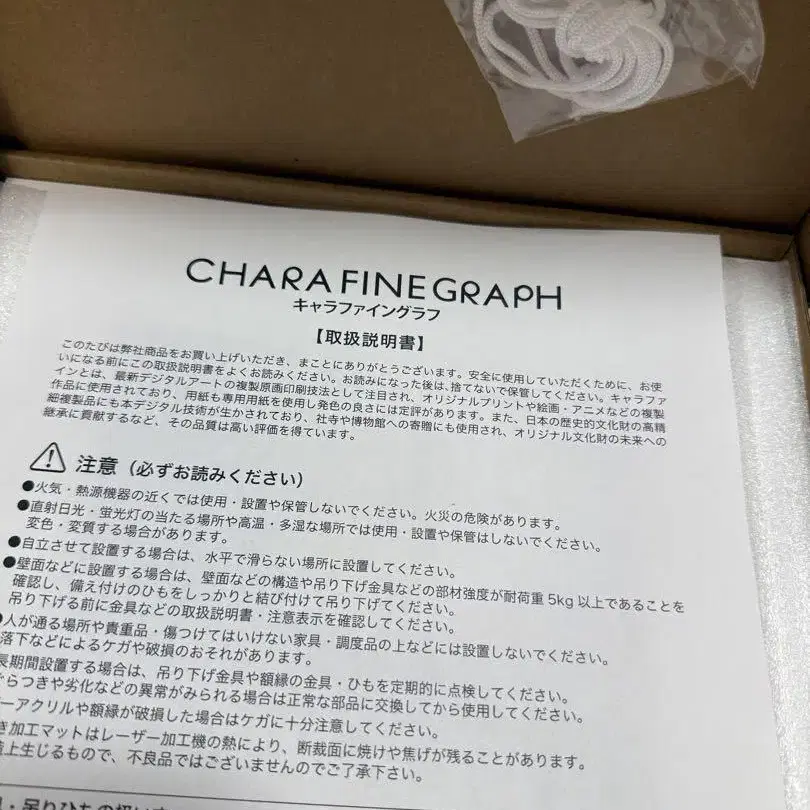 CHARA FINE GRAPH
キャラファイングラフ
【取扱説明書】
このたびは弊社商品をお買い上げいただき、まことにありがとうございます。安全に使用していただくために、お使
いになる前にこの取扱説明書をよくお読みください。お読みになった後は、捨てないで保管してください。キャラファ
インとは、最新デジタルアートの複製原画印刷技法として注目され、オリジナルプリントや絵画・アニメなどの複製
作品に使用されており、用紙も専用用紙を使用し発色の良さには定評があります。また、日本の歴史的文化財の高精
細複製品にも本デジタル技術が生かされており、社寺や博物館への寄贈にも使用され、オリジナル文化財の未来への
継承に貢献するなど、その品質は高い評価を得ています。
注意（必ずお読みください）
●火気・熱源機器の近くでは使用・設置や保管しないでください。火災の危険があります。
●直射日光・蛍光灯の当たる場所や高温・多湿な場所では使用・設置や保管はしないでください。
変色・変質する場合があります。
●自立させて設置する場合は、水平で滑らない場所に設置してください。
●壁面などに設置する場合は、壁面などの構造や吊り下げ金具などの部材強度が耐荷重 5kg 以上であることを
確認し、備え付けのひもをしっかりと結び付けて吊り下げてください。
吊り下げる前に金具などの取扱説明書・注意表示を確認してください。
●人が通る場所や貴重品・傷つけてはいけない家具・調度品の上などには設置しないでください。
落下などによるケガや破損のおそれがあります。
長期間設置する場合は、吊り下げ金具や額縁の金具・ひもを定期的に点検してください。
ぐらつきや劣化などの異常がみられる場合は正常な部品に交換してから使用してください。
ーアクリルや額縁が破損した場合はケガに十分注意してください。
き加工マットはレーザー加工機の熱により、断裁面に焼けや焦げが残ることがあります。
上生じるもので、不良品ではございませんのでご了承下さい。
・吊りひもの